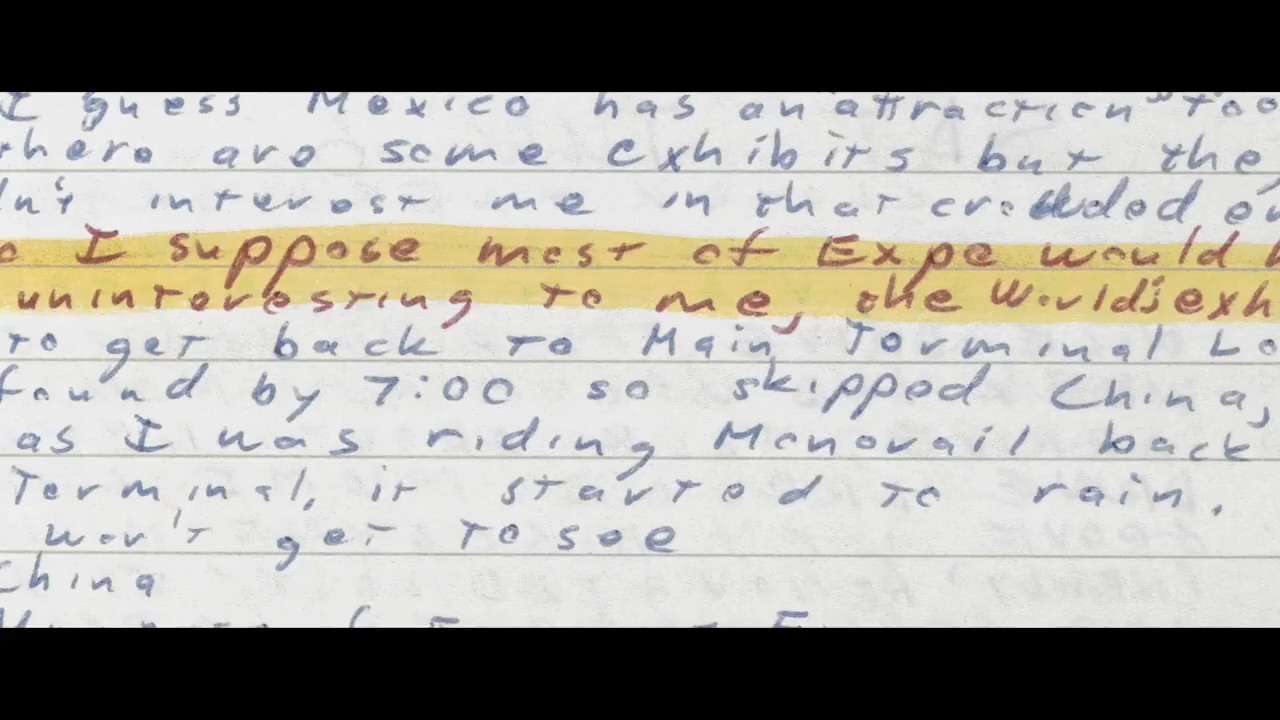 I guess Mexico has an attraction too
there are some exhibits but they
dn't interest me in that crowded
I suppose most of Expo would
uninteresting to me, the World's exh
to get back to Main Terminal
found by 7:00 so skipped China,
as I was riding Monorail back
Terminal, it started to rain.
won't get to see
China